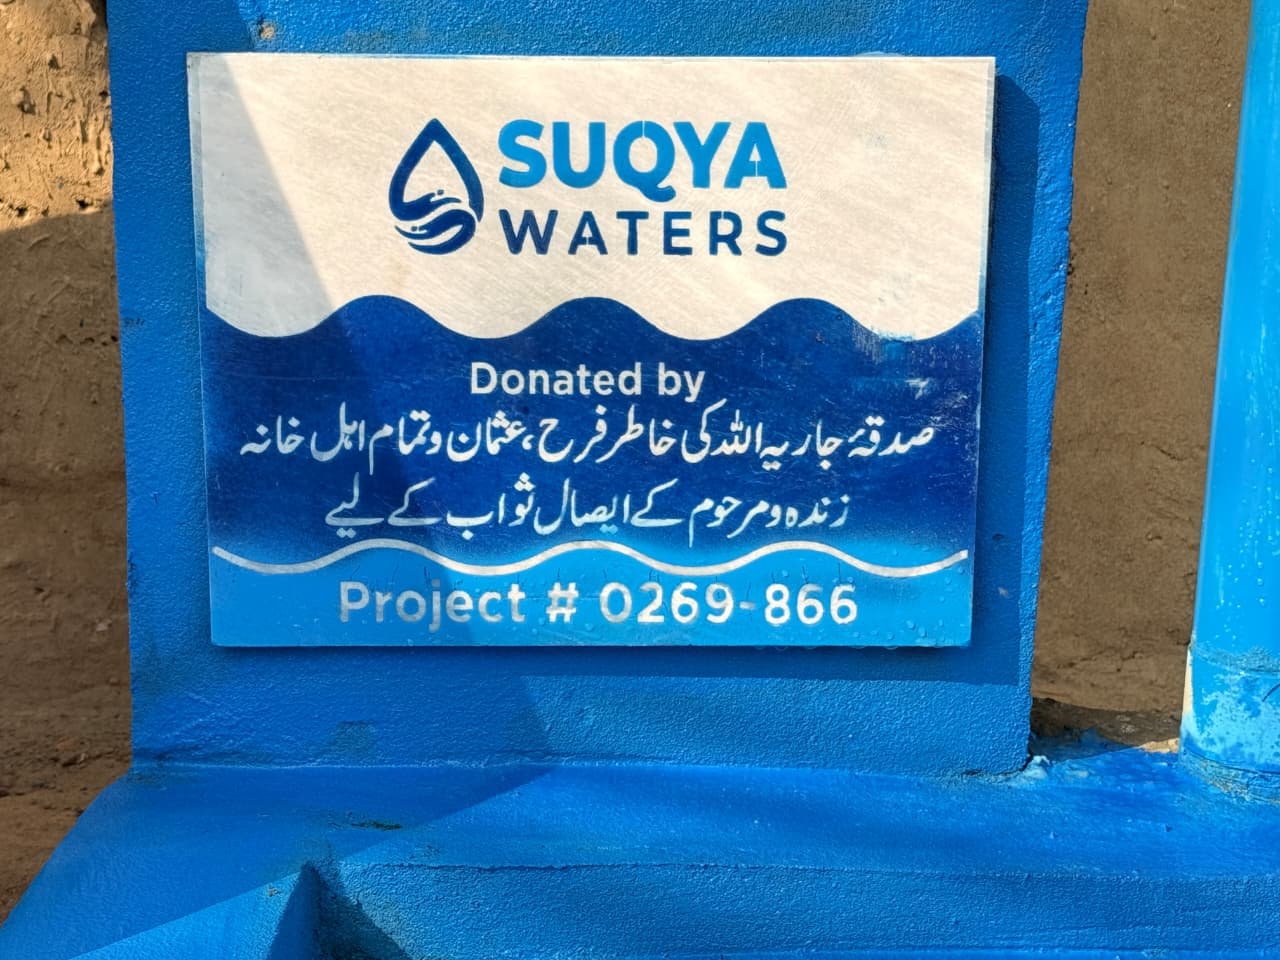 SUQYA
WATERS
Donated by
صدقۂ جاریہ اللہ کی خاطر فرح، عثمان و تمام اہل خانہ
زندہ و مرحوم کے ایصال ثواب کے لیے
Project # 0269-866